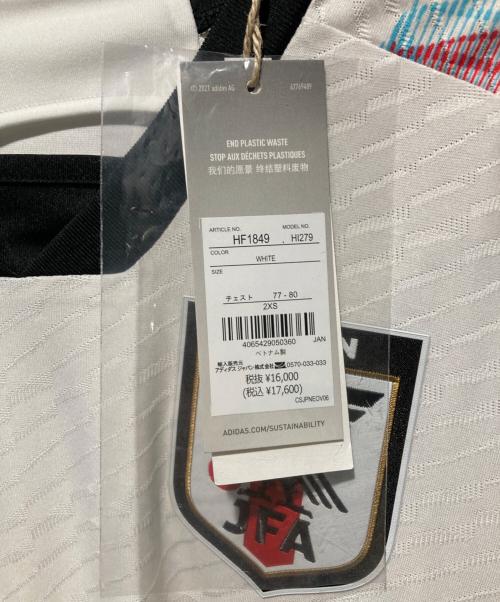 © 2021 adidas AG 67769489
END PLASTIC WASTE
STOP AUX DÉCHETS PLASTIQUES
我们的愿景 终结塑料废物
ARTICLE NO. MODEL NO.
HF1849 HI279
COLOR
WHITE
SIZE
チェスト 77 - 80
2XS
4065429050360 JAN
ベトナム製
輸入販売元
アディダス ジャパン株式会社 0570-033-033
税抜 ¥16,000
(税込 ¥17,600)
CSJPNEOV06
ADIDAS.COM/SUSTAINABILITY
N
JFA